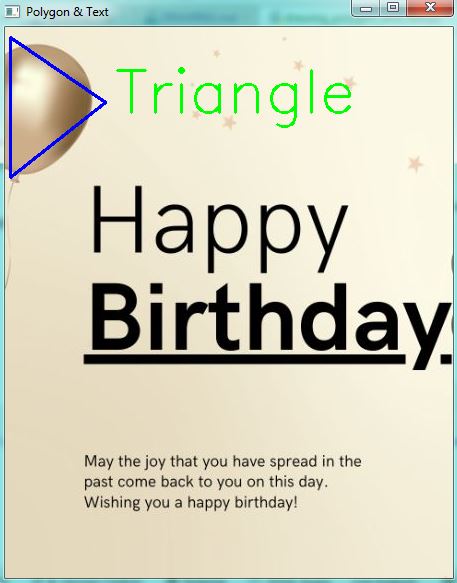 Polygon & Text
Triangle
Happy
Birthday
May the joy that you have spread in the
past come back to you on this day.
Wishing you a happy birthday!